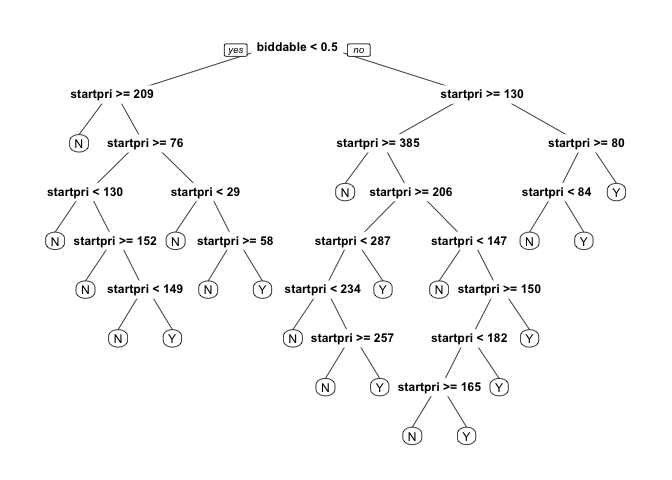 yes biddable < 0.5 no
startpri >= 209 startpri >= 130
N startpri >= 76 startpri >= 385 startpri >= 80
startpri < 130 startpri < 29 N startpri >= 206 startpri < 84 Y
N startpri >= 152 N startpri >= 58 startpri < 287 startpri < 147 N Y
N startpri < 149 N Y startpri < 234 Y N startpri >= 150
N Y N startpri >= 257 startpri < 182 Y
N Y startpri >= 165 Y
N Y